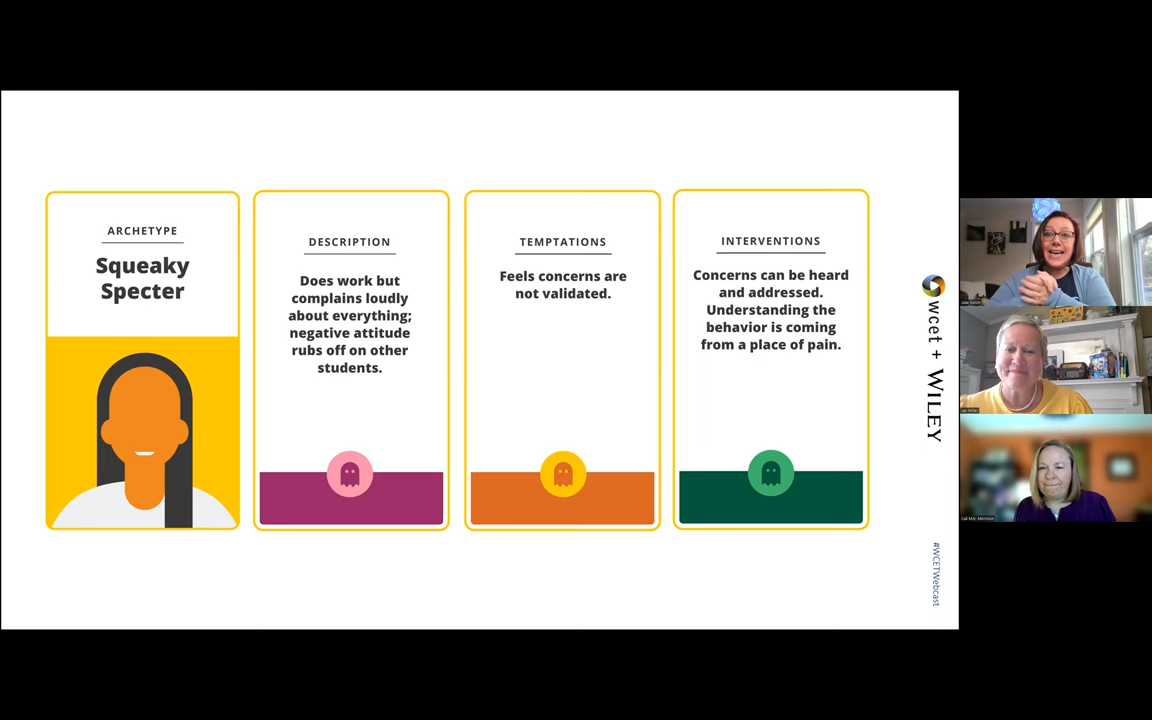 ARCHETYPE
Squeaky
Specter
DESCRIPTION
Does work but
complains loudly
about everything;
negative attitude
rubs off on other
students.
TEMPTATIONS
Feels concerns are
not validated.
INTERVENTIONS
Concerns can be heard
and addressed.
Understanding the
behavior is coming
from a place of pain.
wcet + WILEY
#WCETWebcast